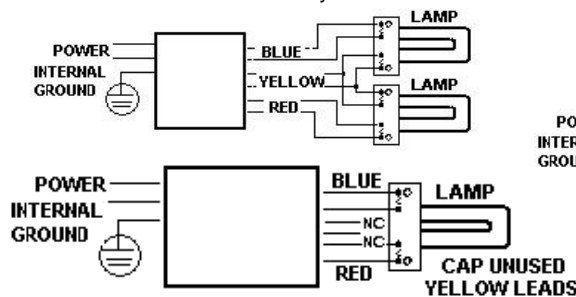 LAMP
POWER
BLUE
INTERNAL
GROUND
YELLOW
LAMP
RED
POWER
INTERNAL
GROUND
BLUE
LAMP
NC
NC
RED
CAP UNUSED
YELLOW LEADS